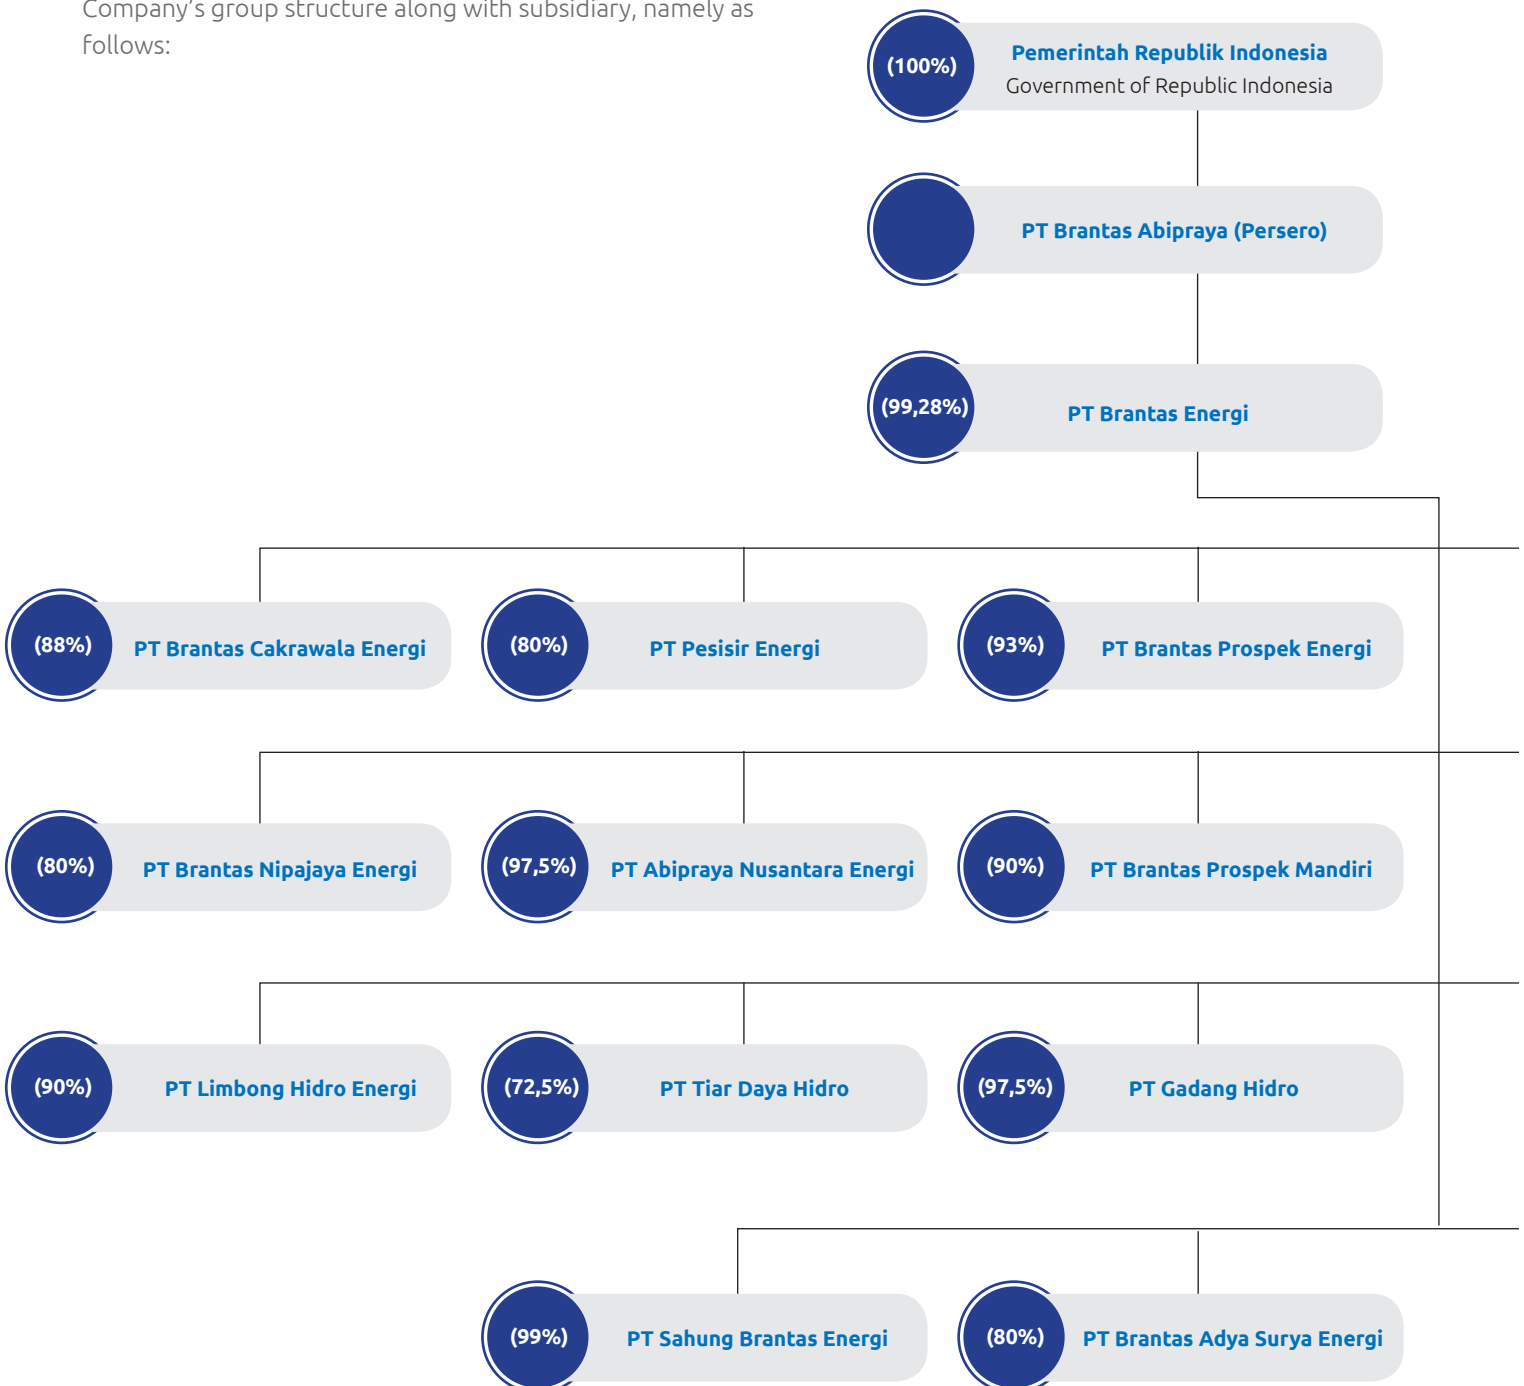 Company's group structure along with subsidiary, namely as
follows:
(100%)
Pemerintah Republik Indonesia
Government of Republic Indonesia
PT Brantas Abipraya (Persero)
(99,28%)
PT Brantas Energi
(88%)
PT Brantas Cakrawala Energi
(80%)
PT Pesisir Energi
(93%)
PT Brantas Prospek Energi
(80%)
PT Brantas Nipajaya Energi
(97,5%)
PT Abipraya Nusantara Energi
(90%)
PT Brantas Prospek Mandiri
(90%)
PT Limbong Hidro Energi
(72,5%)
PT Tiar Daya Hidro
(97,5%)
PT Gadang Hidro
(99%)
PT Sahung Brantas Energi
(80%)
PT Brantas Adya Surya Energi